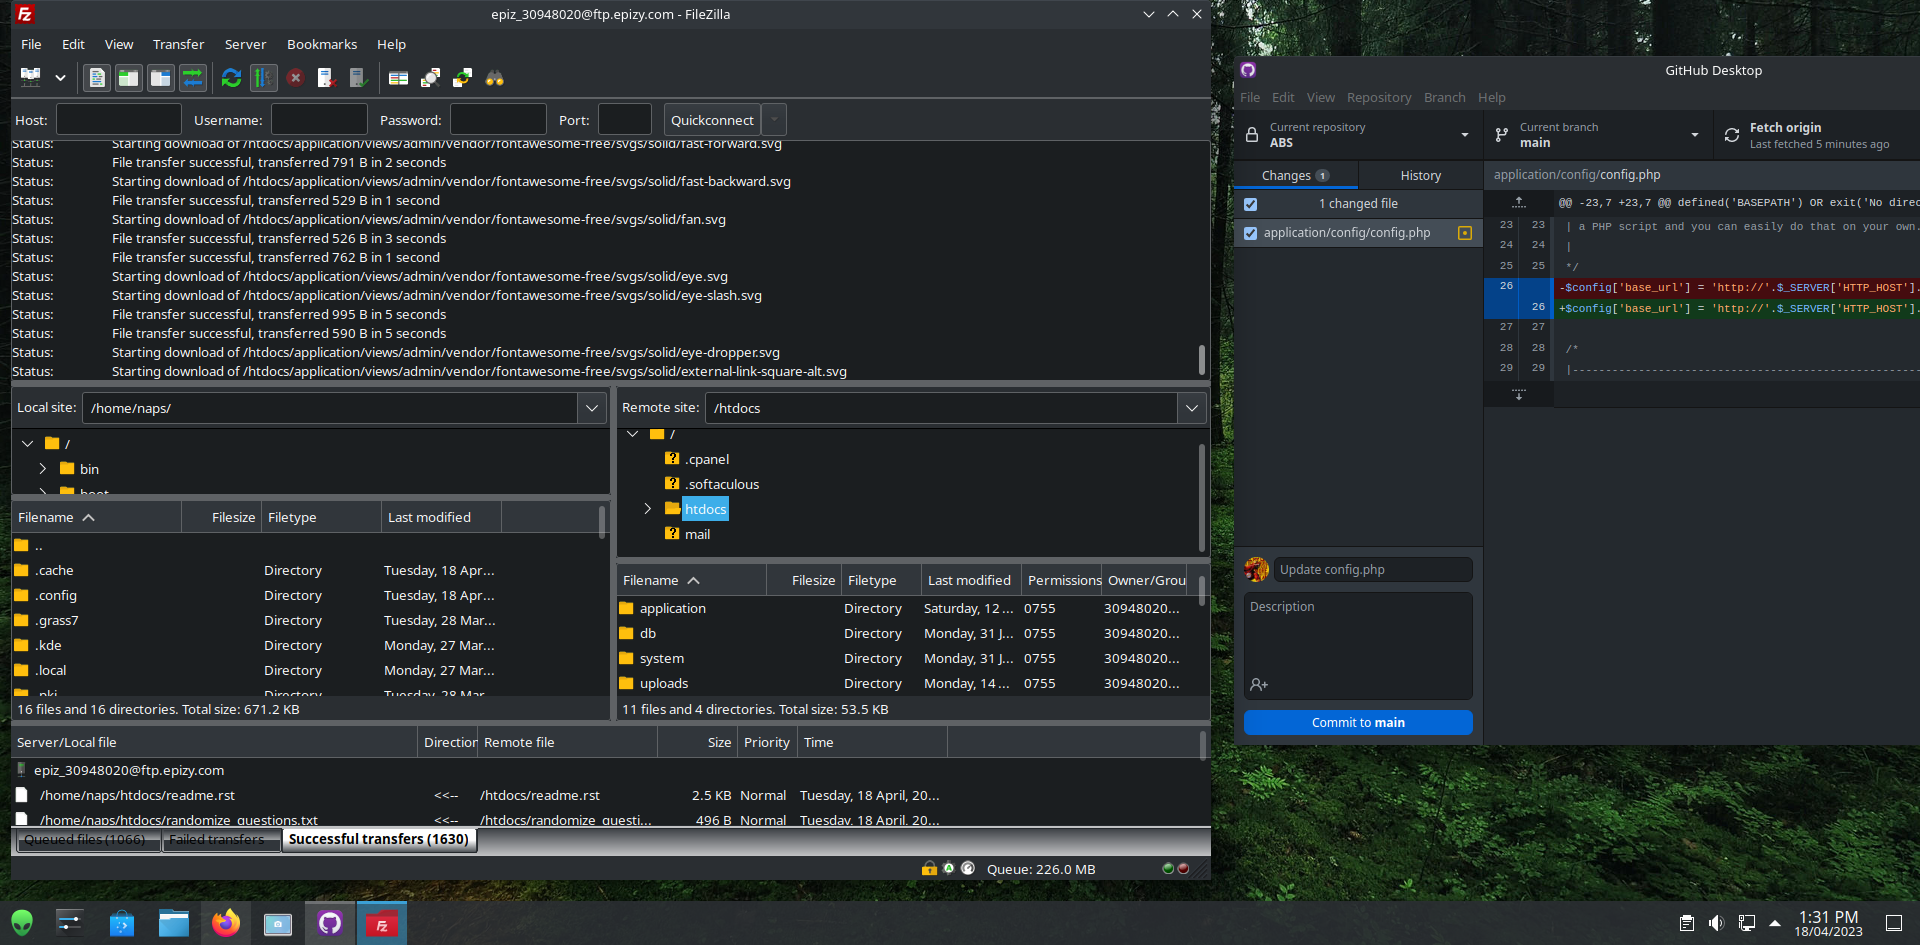 epiz_30948020@ftp.epizy.com - FileZilla
File Edit View Transfer Server Bookmarks Help
Host: Username: Password: Port: Quickconnect
Status: Starting download of /htdocs/application/views/admin/vendor/fontawesome-free/svgs/solid/fast-forward.svg
Status: File transfer successful, transferred 791 B in 2 seconds
Status: Starting download of /htdocs/application/views/admin/vendor/fontawesome-free/svgs/solid/fast-backward.svg
Status: File transfer successful, transferred 529 B in 1 second
Status: Starting download of /htdocs/application/views/admin/vendor/fontawesome-free/svgs/solid/fan.svg
Status: File transfer successful, transferred 526 B in 3 seconds
Status: File transfer successful, transferred 762 B in 1 second
Status: Starting download of /htdocs/application/views/admin/vendor/fontawesome-free/svgs/solid/eye.svg
Status: Starting download of /htdocs/application/views/admin/vendor/fontawesome-free/svgs/solid/eye-slash.svg
Status: File transfer successful, transferred 995 B in 5 seconds
Status: File transfer successful, transferred 590 B in 5 seconds
Status: Starting download of /htdocs/application/views/admin/vendor/fontawesome-free/svgs/solid/eye-dropper.svg
Status: Starting download of /htdocs/application/views/admin/vendor/fontawesome-free/svgs/solid/external-link-square-alt.svg
Local site: /home/naps/
/
bin
boot
Filename Filesize Filetype Last modified
..
.cache Directory Tuesday, 18 Apr...
.config Directory Tuesday, 18 Apr...
.grass7 Directory Tuesday, 28 Mar...
.kde Directory Monday, 27 Mar...
.local Directory Monday, 27 Mar...
.pki Directory Tuesday, 28 Mar
16 files and 16 directories. Total size: 671.2 KB
Remote site: /htdocs
/
.cpanel
.softaculous
htdocs
mail
Filename Filesize Filetype Last modified Permissions Owner/Grou
application Directory Saturday, 12 ... 0755 30948020...
db Directory Monday, 31 J... 0755 30948020...
system Directory Monday, 31 J... 0755 30948020...
uploads Directory Monday, 14 ... 0755 30948020...
11 files and 4 directories. Total size: 53.5 KB
Server/Local file Direction Remote file Size Priority Time
epiz_30948020@ftp.epizy.com
/home/naps/htdocs/readme.rst <<-- /htdocs/readme.rst 2.5 KB Normal Tuesday, 18 April, 20...
/home/naps/htdocs/randomize_questions.txt <<-- /htdocs/randomize_questi... 496 B Normal Tuesday, 18 April, 20...
Queued files (1066) Failed transfers Successful transfers (1630)
Queue: 226.0 MB
GitHub Desktop
File Edit View Repository Branch Help
Current repository
ABS
Current branch
main
Fetch origin
Last fetched 5 minutes ago
Changes 1 History
1 changed file
application/config/config.php
application/config/config.php
@@ -23,7 +23,7 @@ defined('BASEPATH') OR exit('No direc
23 23 | a PHP script and you can easily do that on your own.
24 24 |
25 25 */
26 -$config['base_url'] = 'http://'.$_SERVER['HTTP_HOST'].
26 +$config['base_url'] = 'http://'.$_SERVER['HTTP_HOST'].
27 27
28 28 /*
29 29 |-----------------------------------------------------
Update config.php
Description
Commit to main
1:31 PM
18/04/2023